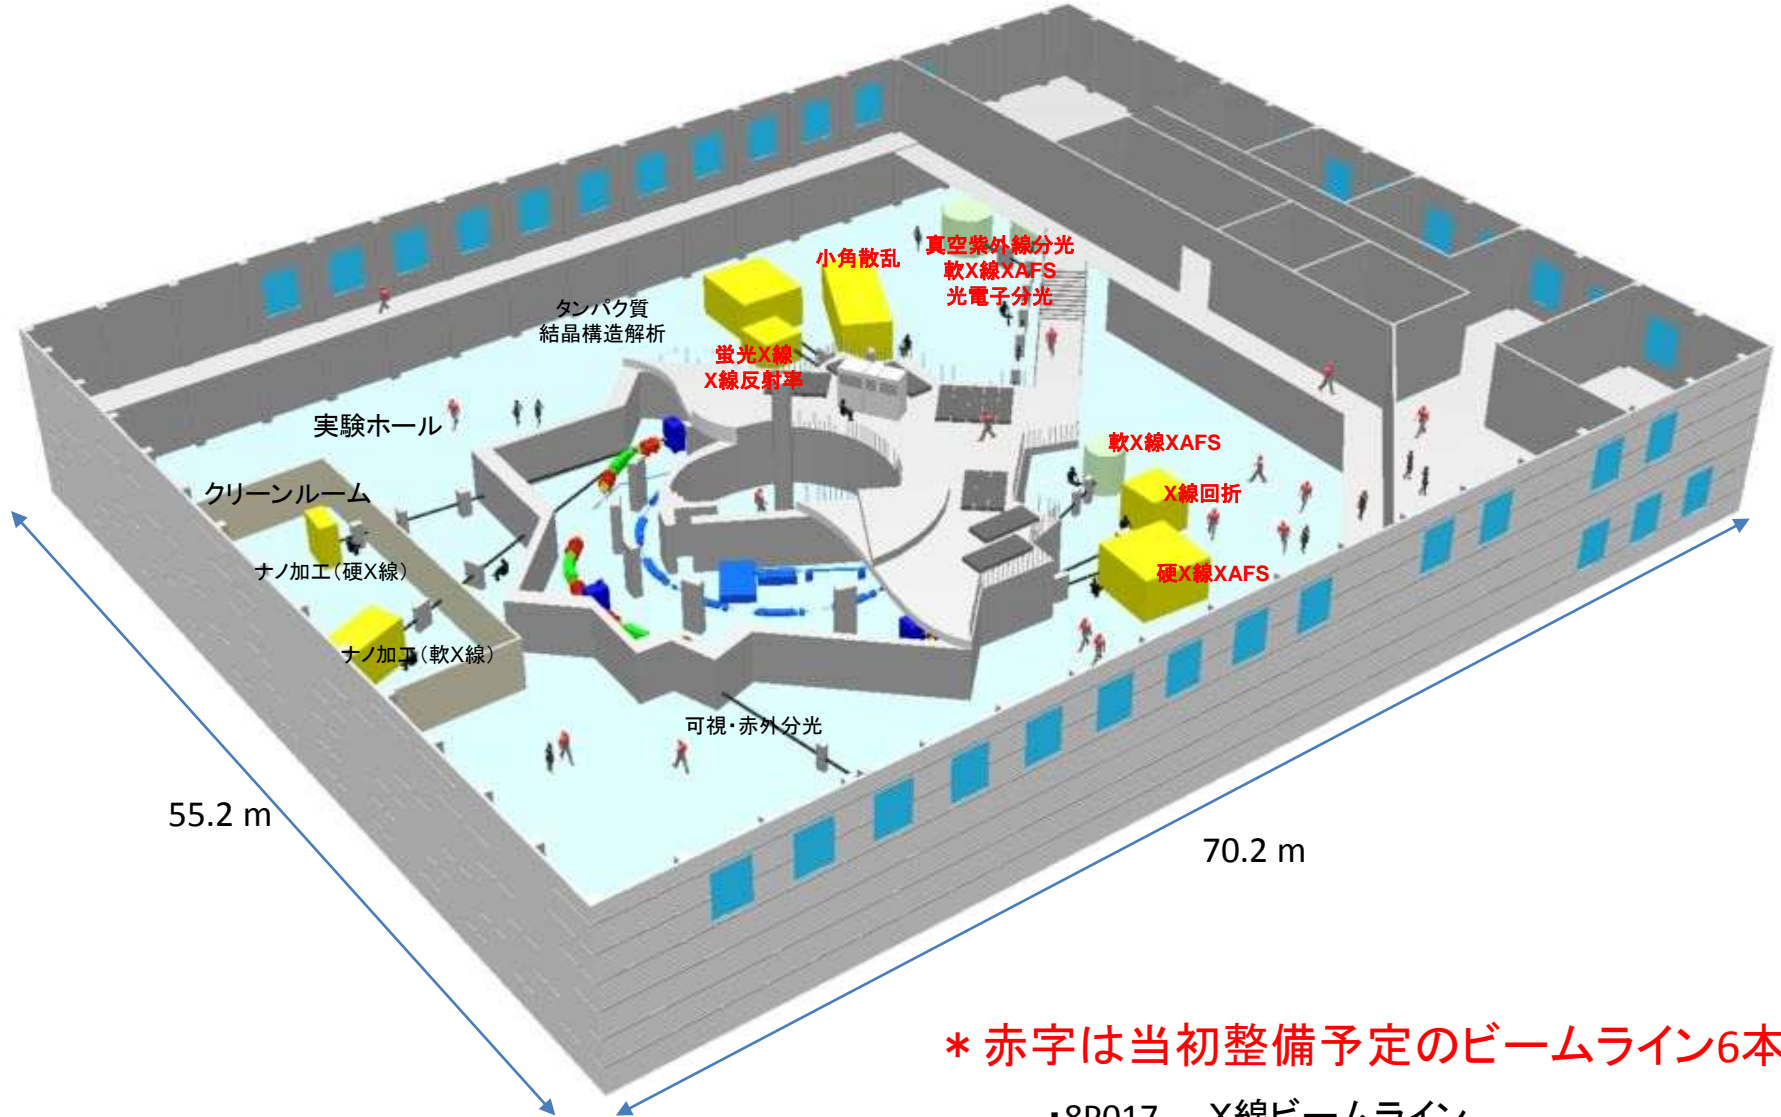 真空紫外線分光
軟X線XAFS
光電子分光
小角散乱
タンパク質
結晶構造解析
蛍光X線
X線反射率
実験ホール
軟X線XAFS
クリーンルーム
X線回折
ナノ加工(硬X線)
硬X線XAFS
ナノ加工(軟X線)
可視・赤外分光
55.2 m
70.2 m
*赤字は当初整備予定のビームライン6本